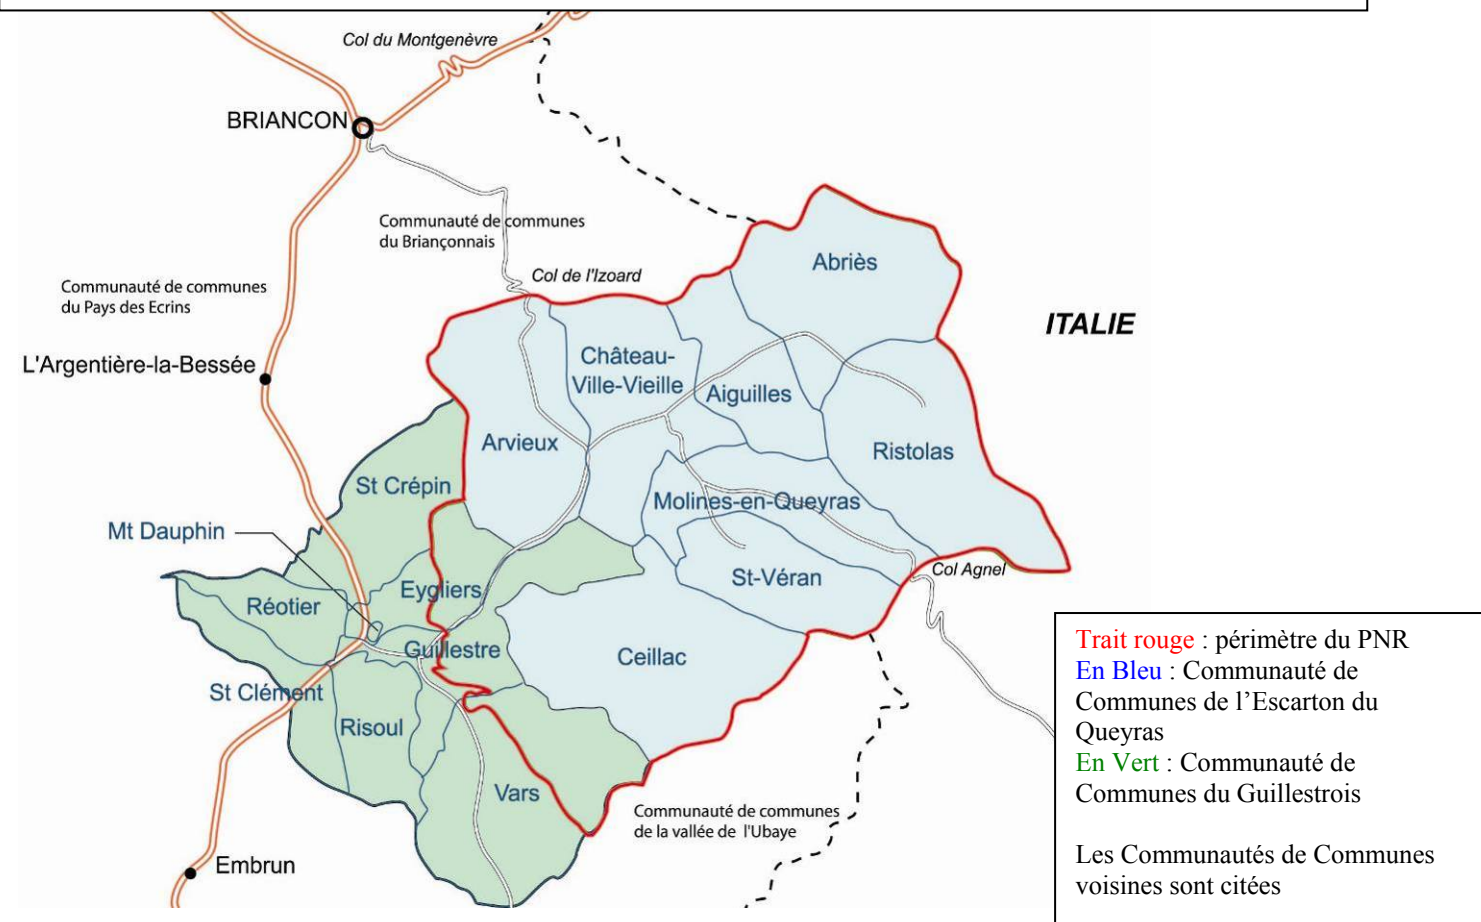 Col du Montgenèvre
BRIANCON
Communauté de communes
du Briançonnais
Col de l'Izoard
Communauté de communes
du Pays des Ecrins
Abriès
ITALIE
L'Argentière-la-Bessée
Château-
Ville-Vieille
Aiguilles
Arvieux
Ristolas
St Crépin
Molines-en-Queyras
Mt Dauphin
Col Agnel
St-Véran
Eygliers
Réotier
Guillestre
Ceillac
St Clément
Risoul
Vars
Communauté de communes
de la vallée de l'Ubaye
Embrun
Trait rouge : périmètre du PNR
En Bleu : Communauté de
Communes de l’Escarton du
Queyras
En Vert : Communauté de
Communes du Guillestrois
Les Communautés de Communes
voisines sont citées